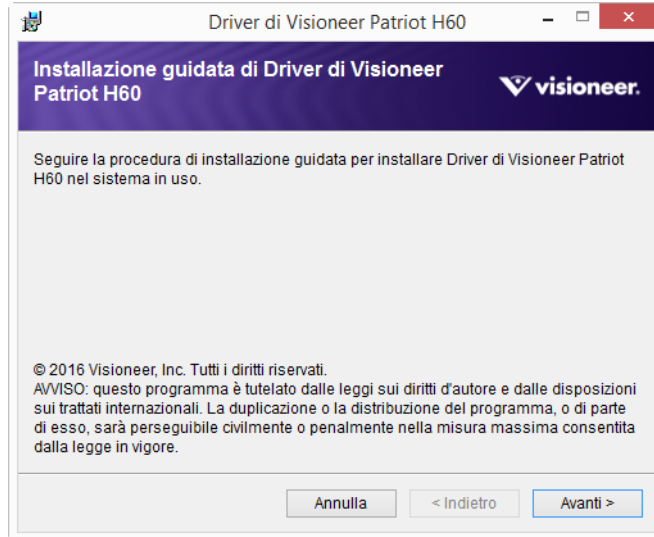 Driver di Visioneer Patriot H60
Installazione guidata di Driver di Visioneer
Patriot H60
visioneer.
Seguire la procedura di installazione guidata per installare Driver di Visioneer Patriot
H60 nel sistema in uso.
© 2016 Visioneer, Inc. Tutti i diritti riservati.
AVVISO: questo programma è tutelato dalle leggi sui diritti d'autore e dalle disposizioni
sui trattati internazionali. La duplicazione o la distribuzione del programma, o di parte
di esso, sarà perseguibile civilmente o penalmente nella misura massima consentita
dalla legge in vigore.
Annulla
< Indietro
Avanti >